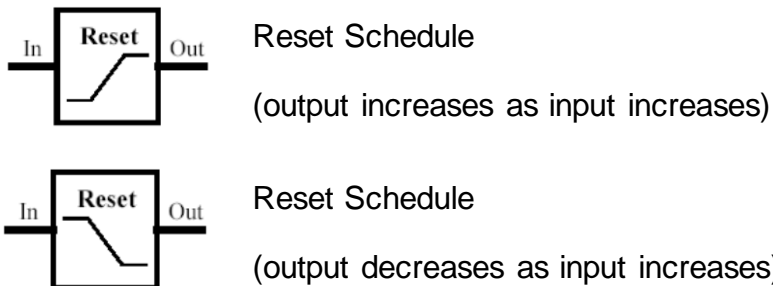 Reset
In
Out
Reset Schedule
(output increases as input increases)
Reset
In
Out
Reset Schedule
(output decreases as input increases)